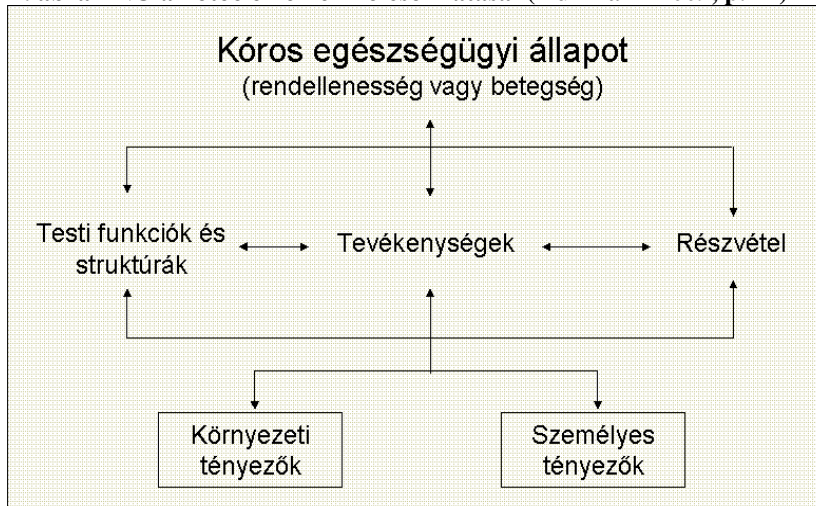 Kóros egészségügyi állapot
(rendellenesség vagy betegség)
Testi funkciók és
struktúrák
Tevékenységek
Részvétel
Környezeti
tényezők
Személyes
tényezők